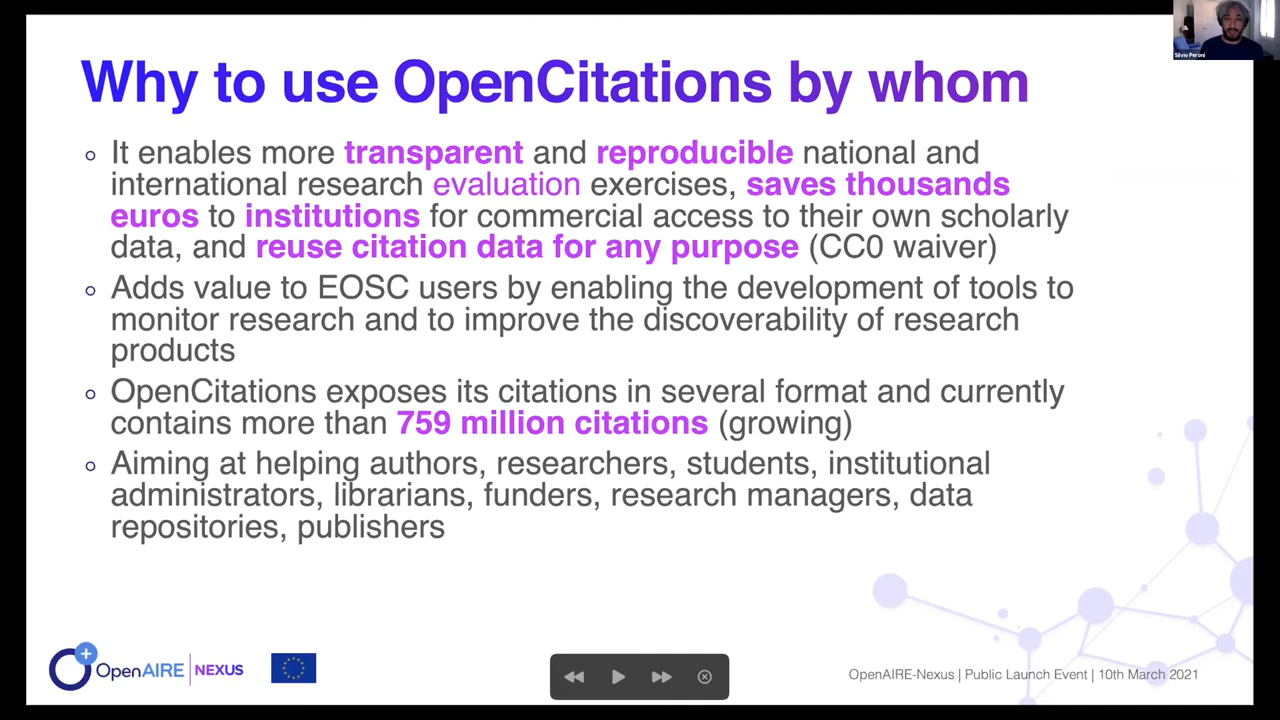 Silvio Peroni
Why to use OpenCitations by whom
It enables more transparent and reproducible national and
international research evaluation exercises, saves thousands
euros to institutions for commercial access to their own scholarly
data, and reuse citation data for any purpose (CC0 waiver)
Adds value to EOSC users by enabling the development of tools to
monitor research and to improve the discoverability of research
products
OpenCitations exposes its citations in several format and currently
contains more than 759 million citations (growing)
Aiming at helping authors, researchers, students, institutional
administrators, librarians, funders, research managers, data
repositories, publishers
OpenAIRE | NEXUS
OpenAIRE-Nexus | Public Launch Event | 10th March 2021